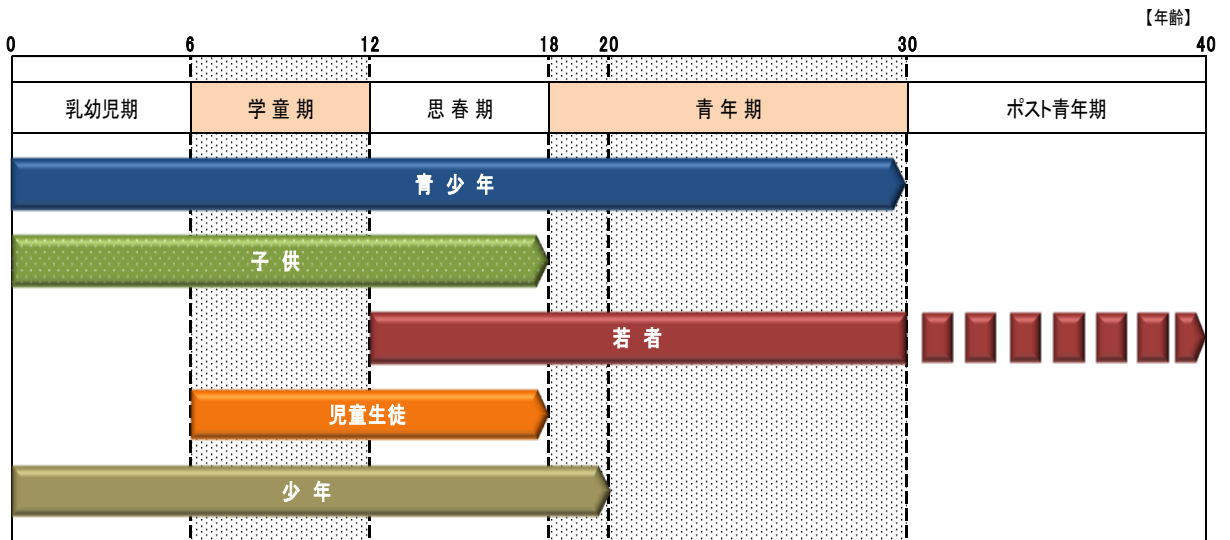 【年齢】
0 6 12 18 20 30 40
乳幼児期 学 童 期 思 春 期 青 年 期 ポスト青年期
青 少 年
子 供
若 者
児童生徒
少 年